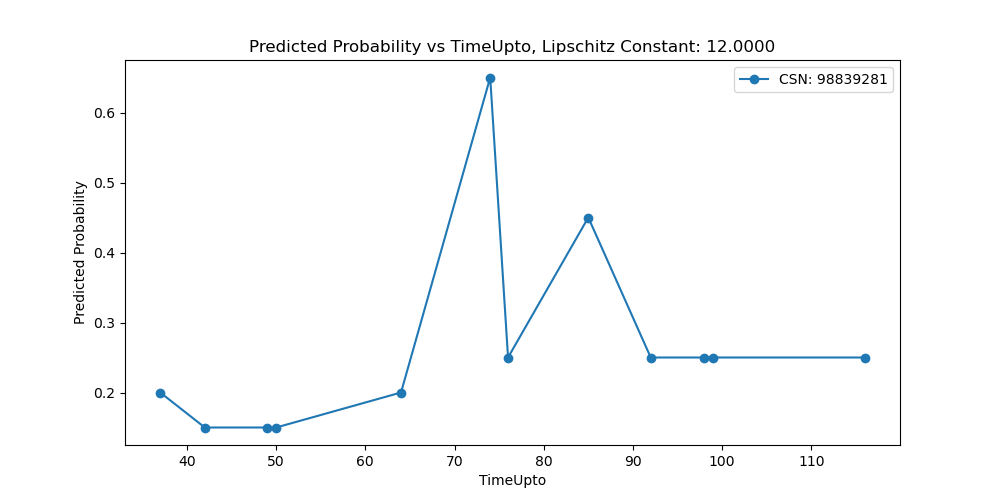 Predicted Probability vs TimeUpto, Lipschitz Constant: 12.0000
CSN: 98839281
Predicted Probability
0.6
0.5
0.4
0.3
0.2
40 50 60 70 80 90 100 110
TimeUpto